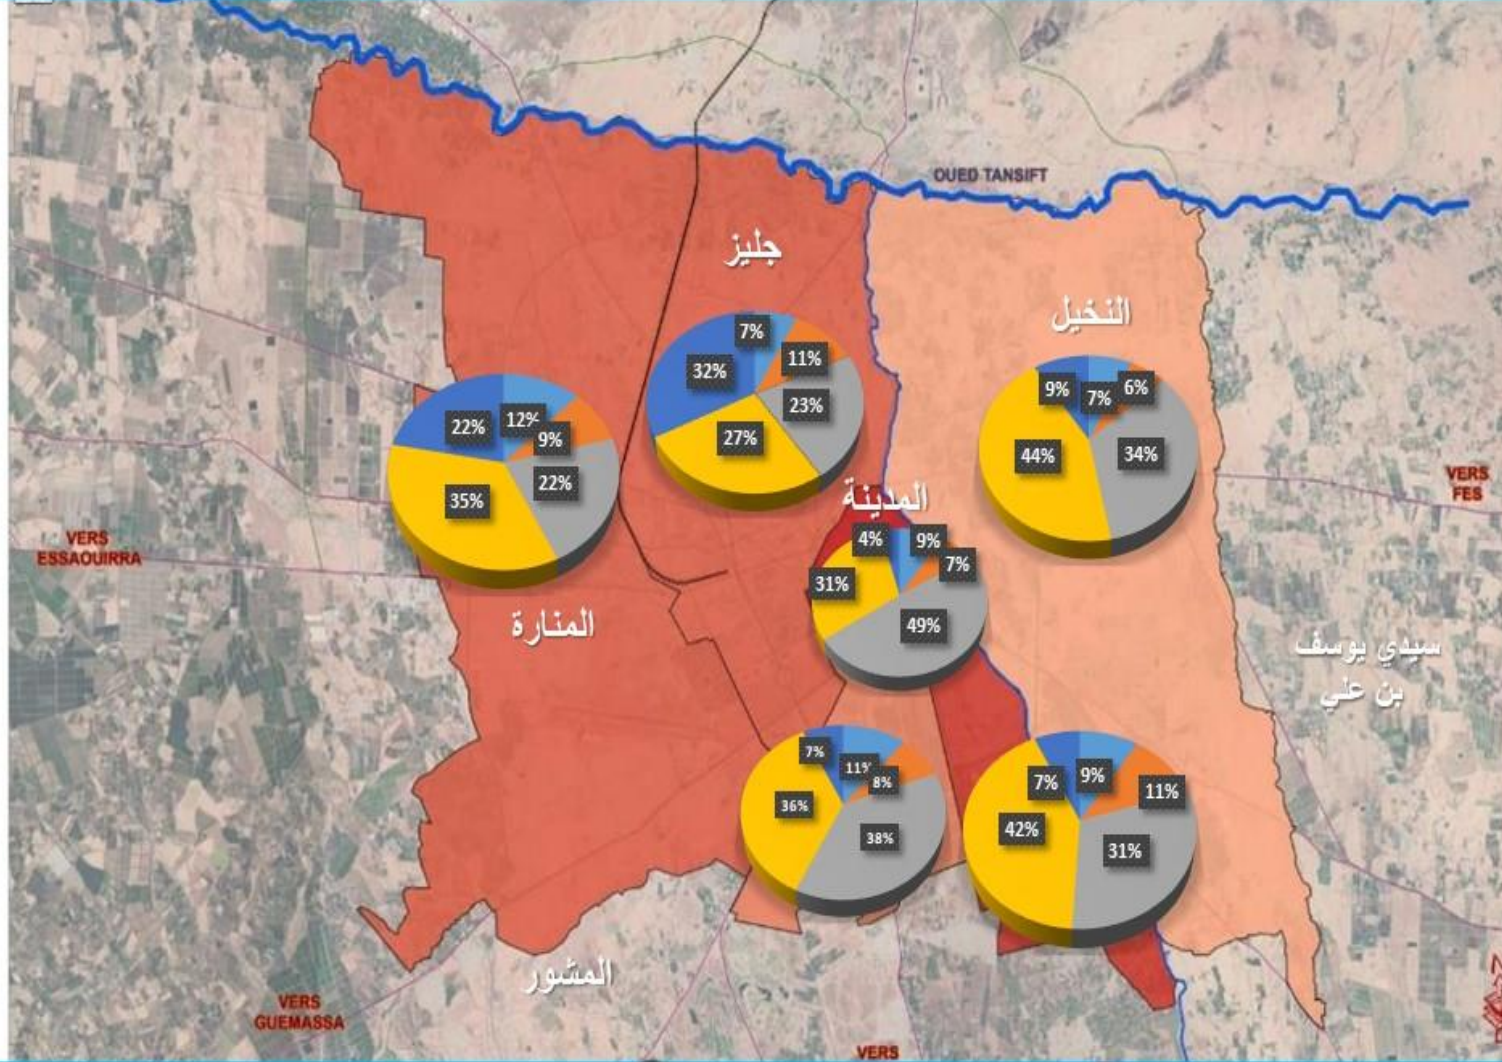 OUED TANSIFT
جليز
7%
11%
32%
23%
27%
النخيل
9%
7%
6%
44%
34%
22%
12%
9%
35%
22%
المنارة
المدينة
4%
9%
7%
31%
49%
VERS
FES
VERS
ESSAOUIRRA
سيدي يوسف
بن علي
7%
11%
8%
36%
38%
7%
9%
11%
42%
31%
المشور
VERS
GUEMASSA
VERS